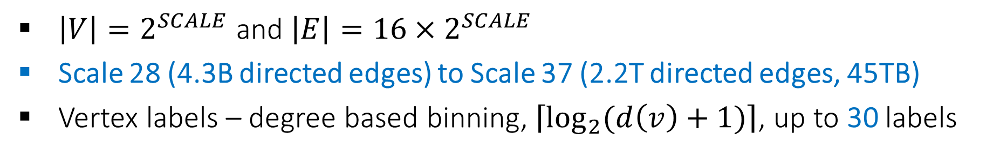 ▪ |V| = 2^{SCALE} and |E| = 16 × 2^{SCALE}
▪ Scale 28 (4.3B directed edges) to Scale 37 (2.2T directed edges, 45TB)
▪ Vertex labels – degree based binning, ⌈log₂(d(v) + 1)⌉, up to 30 labels